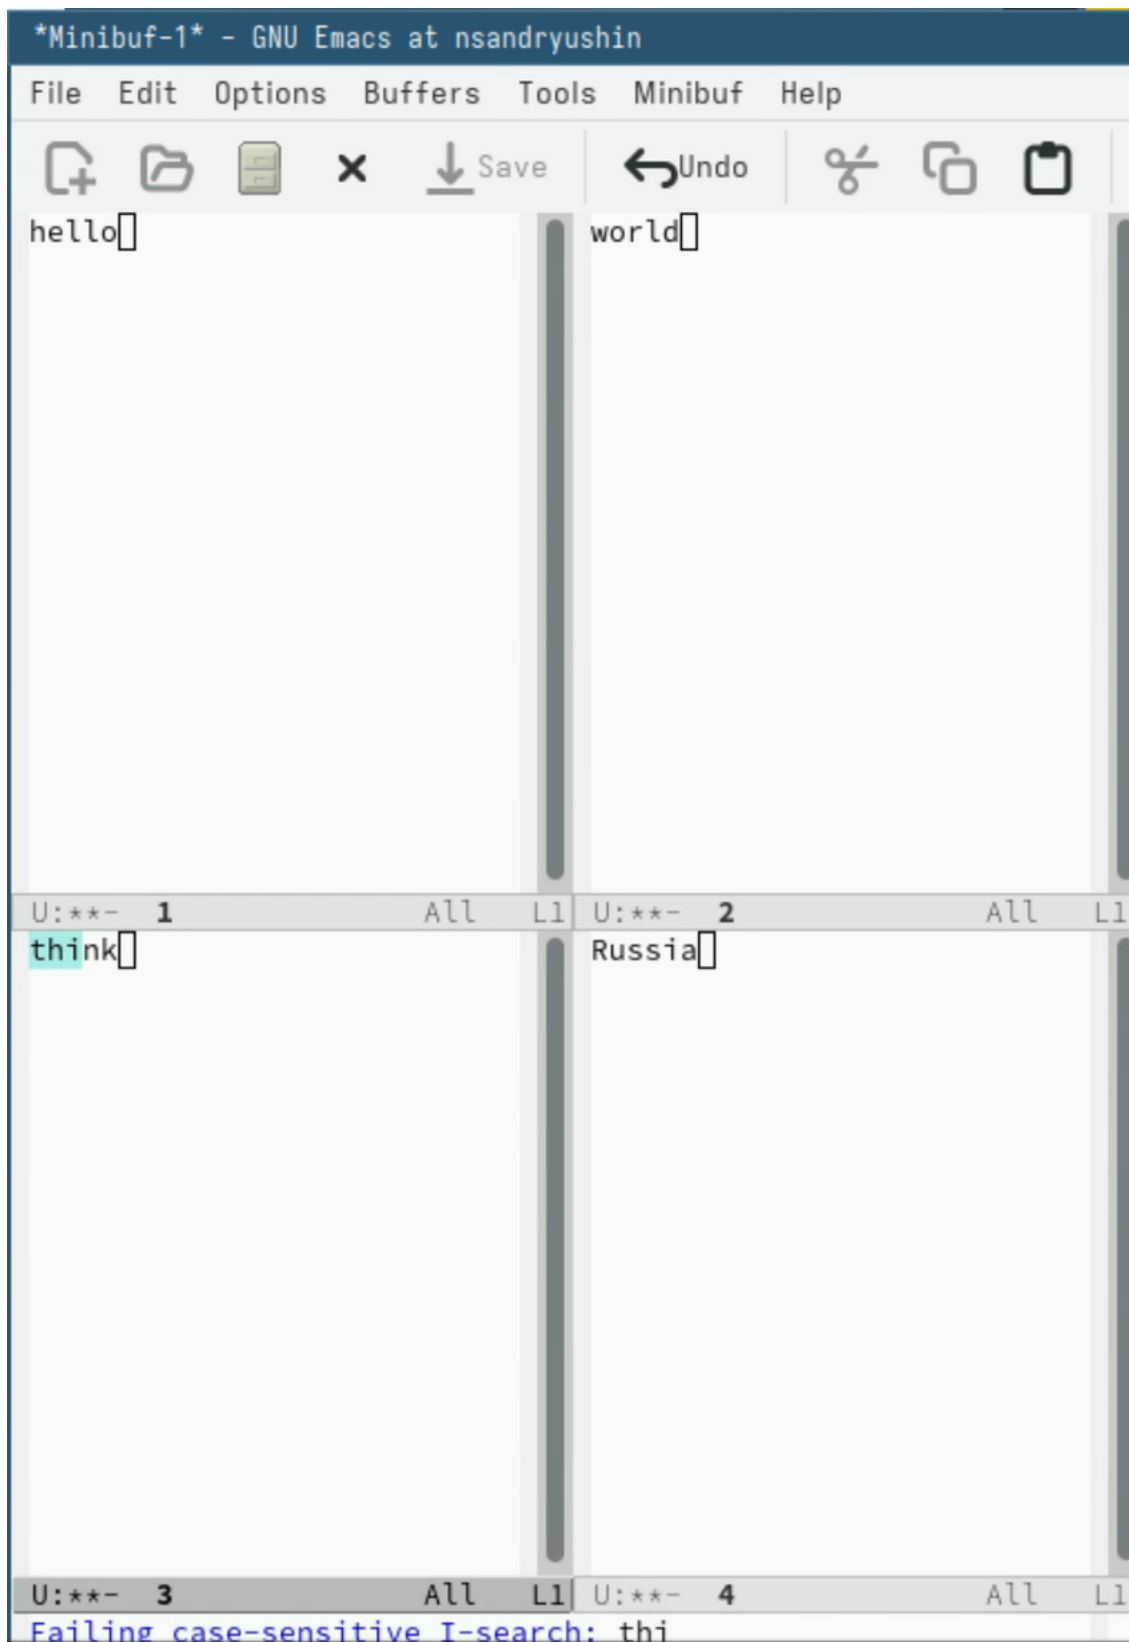 *Minibuf-1* - GNU Emacs at nsandryushin
File Edit Options Buffers Tools Minibuf Help
Save Undo
hello
world
U:**- 1 All L1
U:**- 2 All L1
think
Russia
U:**- 3 All L1
U:**- 4 All L1
Failing case-sensitive I-search: thi